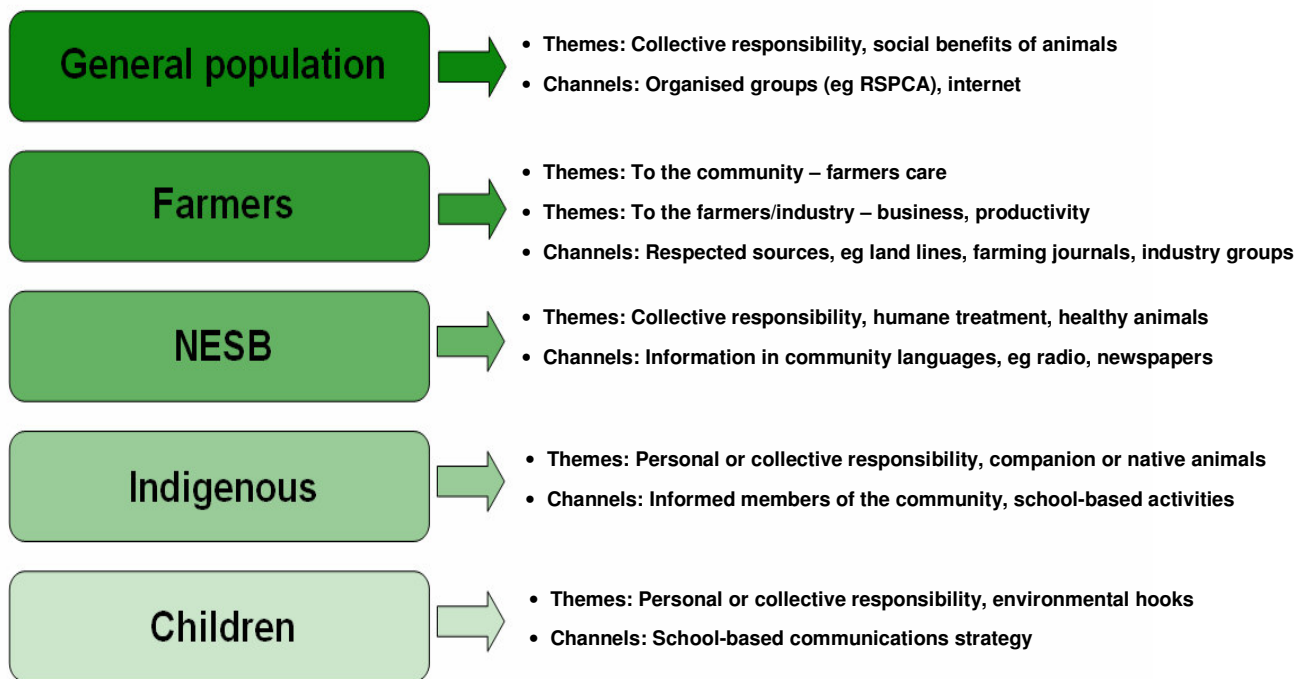 General population
• Themes: Collective responsibility, social benefits of animals
• Channels: Organised groups (eg RSPCA), internet
Farmers
• Themes: To the community – farmers care
• Themes: To the farmers/industry – business, productivity
• Channels: Respected sources, eg land lines, farming journals, industry groups
NESB
• Themes: Collective responsibility, humane treatment, healthy animals
• Channels: Information in community languages, eg radio, newspapers
Indigenous
• Themes: Personal or collective responsibility, companion or native animals
• Channels: Informed members of the community, school-based activities
Children
• Themes: Personal or collective responsibility, environmental hooks
• Channels: School-based communications strategy